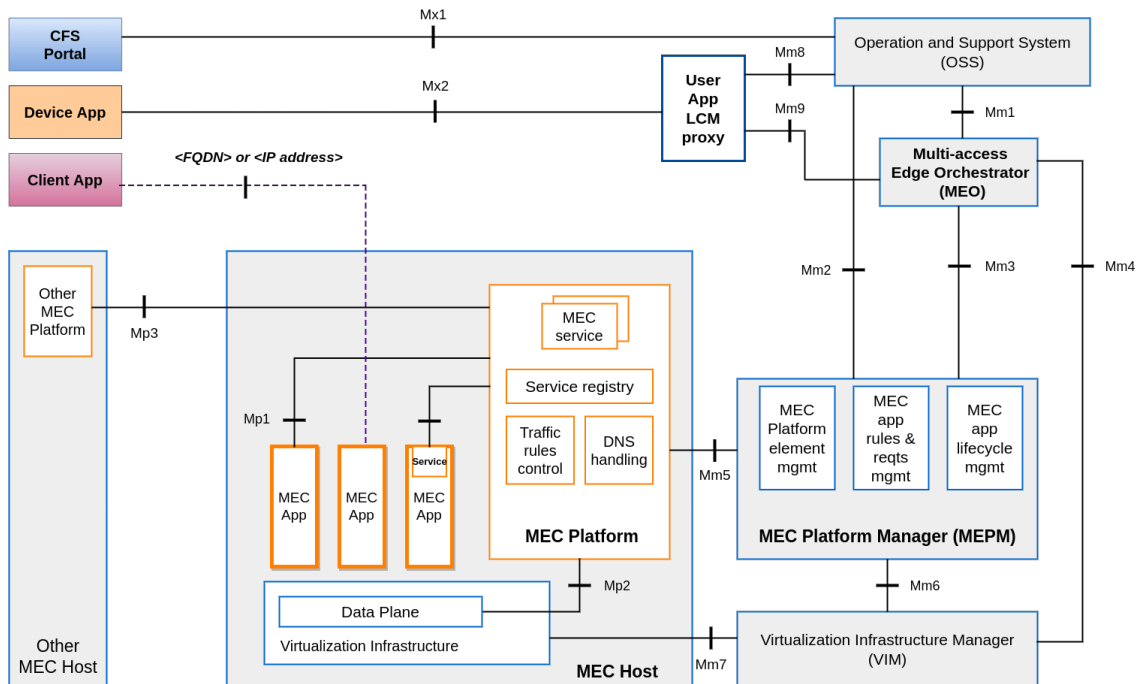 Mx1
CFS
Portal
Operation and Support System
(OSS)
Mm8
User
App
LCM
proxy
Mx2
Device App
Mm9
Mm1
<FQDN> or <IP address>
Client App
Multi-access
Edge Orchestrator
(MEO)
Mm2
Mm3
Mm4
Other
MEC
Platform
Mp3
MEC
service
Service registry
Mp1
Traffic
rules
control
DNS
handling
Service
MEC
App
MEC
App
MEC
App
MEC Platform
Mm5
MEC
Platform
element
mgmt
MEC
app
rules &
reqts
mgmt
MEC
app
lifecycle
mgmt
MEC Platform Manager (MEPM)
Mp2
Mm6
Data Plane
Virtualization Infrastructure
MEC Host
Mm7
Virtualization Infrastructure Manager
(VIM)
Other
MEC Host